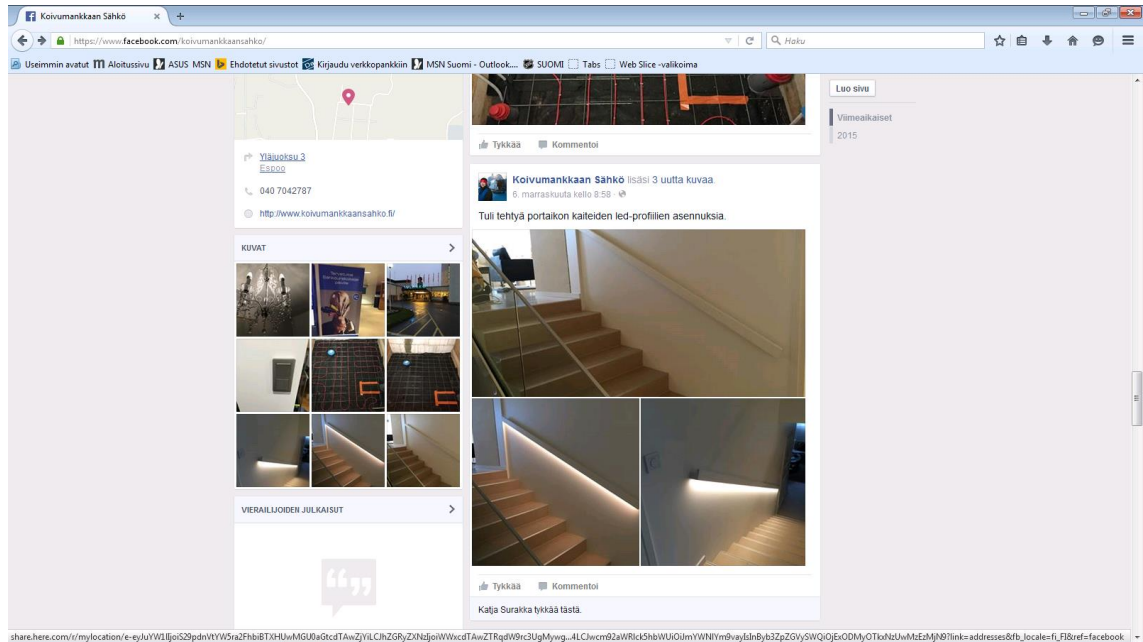 Koivumankkaan Sähkö
https://www.facebook.com/koivumankkaansahko/
Haku
Useimmin avatut Aloitussivu ASUS MSN Ehdotetut sivustot Kirjaudu verkkopankkiin MSN Suomi - Outlook.... SUOMI Tabs Web Slice -valikoima
Yläjuoksu 3
Espoo
040 7042787
http://www.koivumankkaansahko.fi/
KUVAT
VIERAILIJOIDEN JULKAISUT
Tykkää Kommentoi
Koivumankkaan Sähkö lisäsi 3 uutta kuvaa.
6. marraskuuta kello 8:58
Tuli tehtyä portaikon kaiteiden led-profiilien asennuksia.
Tykkää Kommentoi
Katja Surakka tykkää tästä.
Luo sivu
Viimeaikaiset
2015